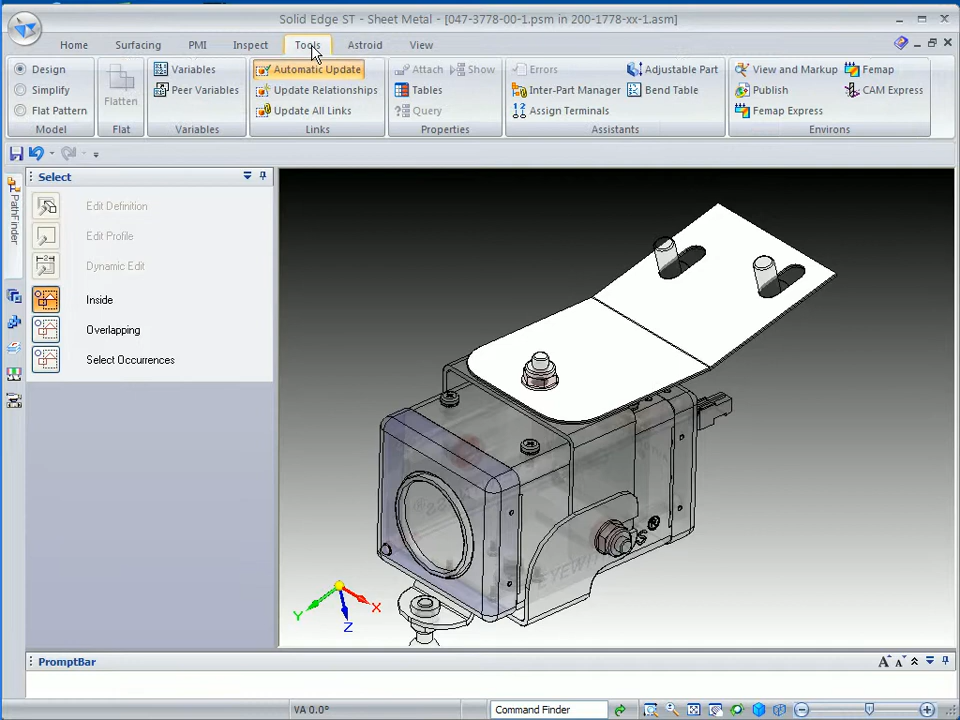 Solid Edge ST - Sheet Metal - [047-3778-00-1.psm in 200-1778-xx-1.asm]
Home Surfacing PMI Inspect Tools Astroid View
Design Variables Automatic Update Attach Show Errors Adjustable Part View and Markup Femap
Simplify Peer Variables Update Relationships Tables Inter-Part Manager Bend Table Publish CAM Express
Flat Pattern Flatten Update All Links Query Assign Terminals Femap Express
Model Flat Variables Links Properties Assistants Environs
Select
PathFinder
Edit Definition
Edit Profile
Dynamic Edit
Inside
Overlapping
Select Occurrences
Y X
Z
PromptBar
VA 0.0° Command Finder